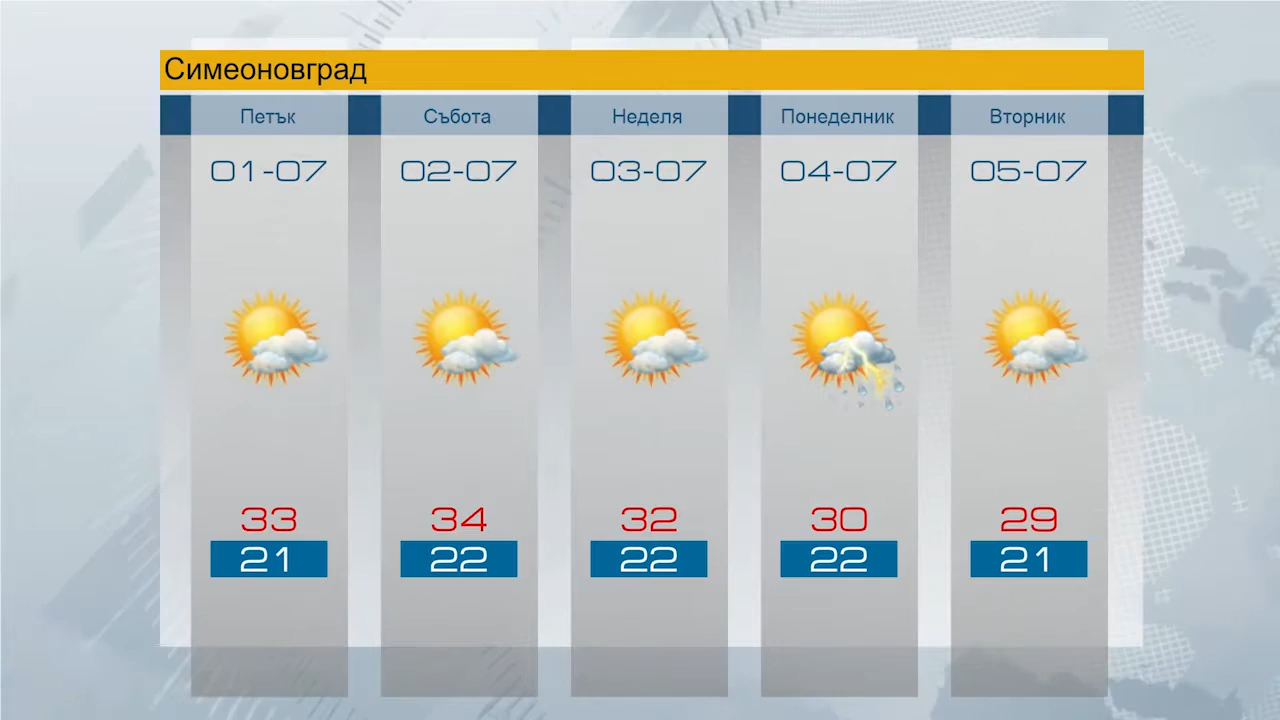 Симеоновград
Петък Събота Неделя Понеделник Вторник
01-07 02-07 03-07 04-07 05-07
33 34 32 30 29
21 22 22 22 21